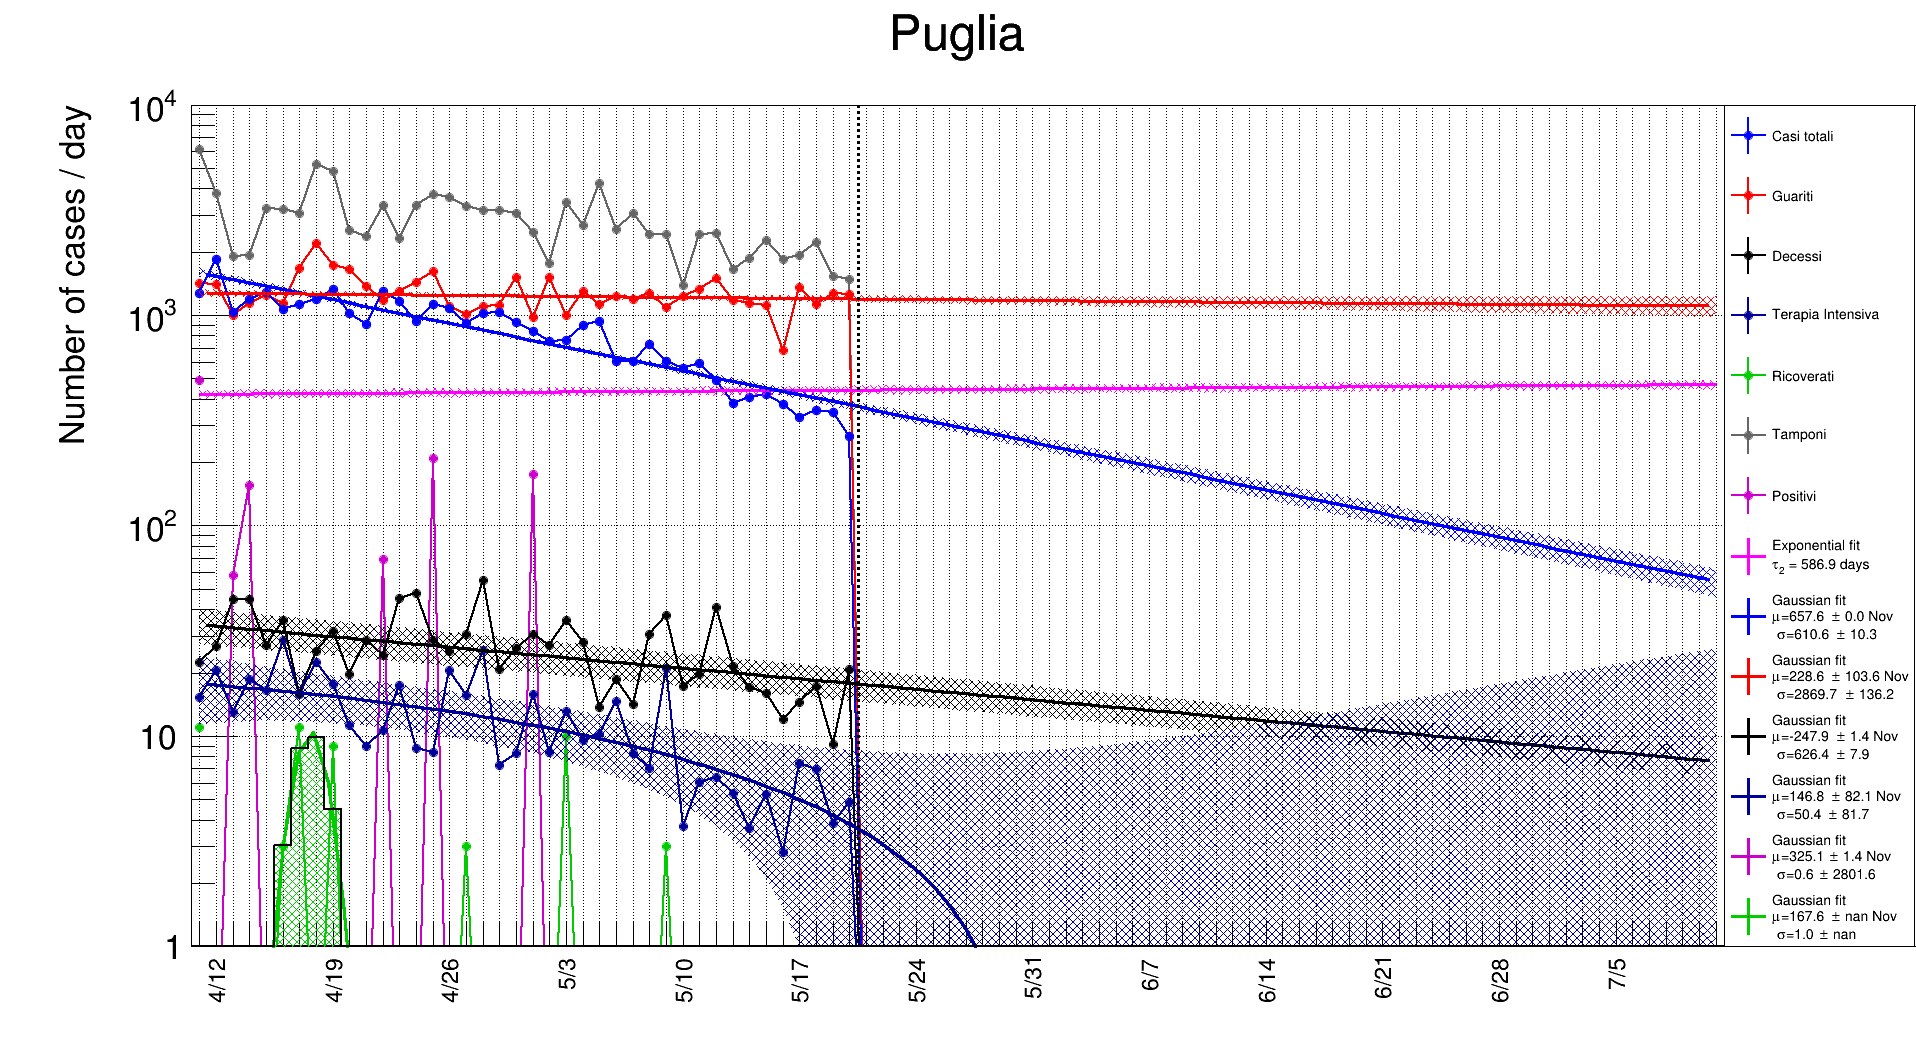 Puglia
Number of cases / day
10^4
10^3
10^2
10
1
4/12
4/19
4/26
5/3
5/10
5/17
5/24
5/31
6/7
6/14
6/21
6/28
7/5
Casi totali
Guariti
Decessi
Terapia Intensiva
Ricoverati
Tamponi
Positivi
Exponential fit
τ₂ = 586.9 days
Gaussian fit
μ=657.6 ± 0.0 Nov
σ=610.6 ± 10.3
Gaussian fit
μ=228.6 ± 103.6 Nov
σ=2869.7 ± 136.2
Gaussian fit
μ=-247.9 ± 1.4 Nov
σ=626.4 ± 7.9
Gaussian fit
μ=146.8 ± 82.1 Nov
σ=50.4 ± 81.7
Gaussian fit
μ=325.1 ± 1.4 Nov
σ=0.6 ± 2801.6
Gaussian fit
μ=167.6 ± nan Nov
σ=1.0 ± nan